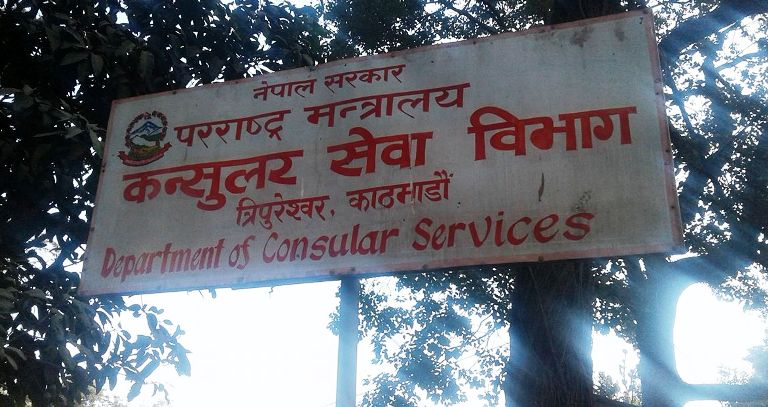 नेपाल सरकार
परराष्ट्र मन्त्रालय
कन्सुलर सेवा विभाग
त्रिपुरेश्वर, काठमाडौं
Department of Consular Services